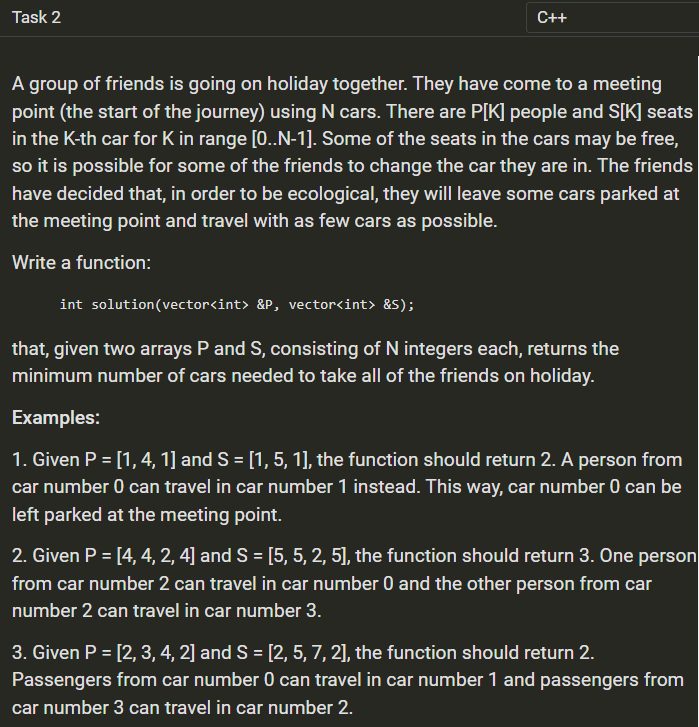 Task 2
C++
A group of friends is going on holiday together. They have come to a meeting
point (the start of the journey) using N cars. There are P[K] people and S[K] seats
in the K-th car for K in range [0..N-1]. Some of the seats in the cars may be free,
so it is possible for some of the friends to change the car they are in. The friends
have decided that, in order to be ecological, they will leave some cars parked at
the meeting point and travel with as few cars as possible.
Write a function:
int solution(vector<int> &P, vector<int> &S);
that, given two arrays P and S, consisting of N integers each, returns the
minimum number of cars needed to take all of the friends on holiday.
Examples:
1. Given P = [1, 4, 1] and S = [1, 5, 1], the function should return 2. A person from
car number 0 can travel in car number 1 instead. This way, car number 0 can be
left parked at the meeting point.
2. Given P = [4, 4, 2, 4] and S = [5, 5, 2, 5], the function should return 3. One person
from car number 2 can travel in car number 0 and the other person from car
number 2 can travel in car number 3.
3. Given P = [2, 3, 4, 2] and S = [2, 5, 7, 2], the function should return 2.
Passengers from car number 0 can travel in car number 1 and passengers from
car number 3 can travel in car number 2.